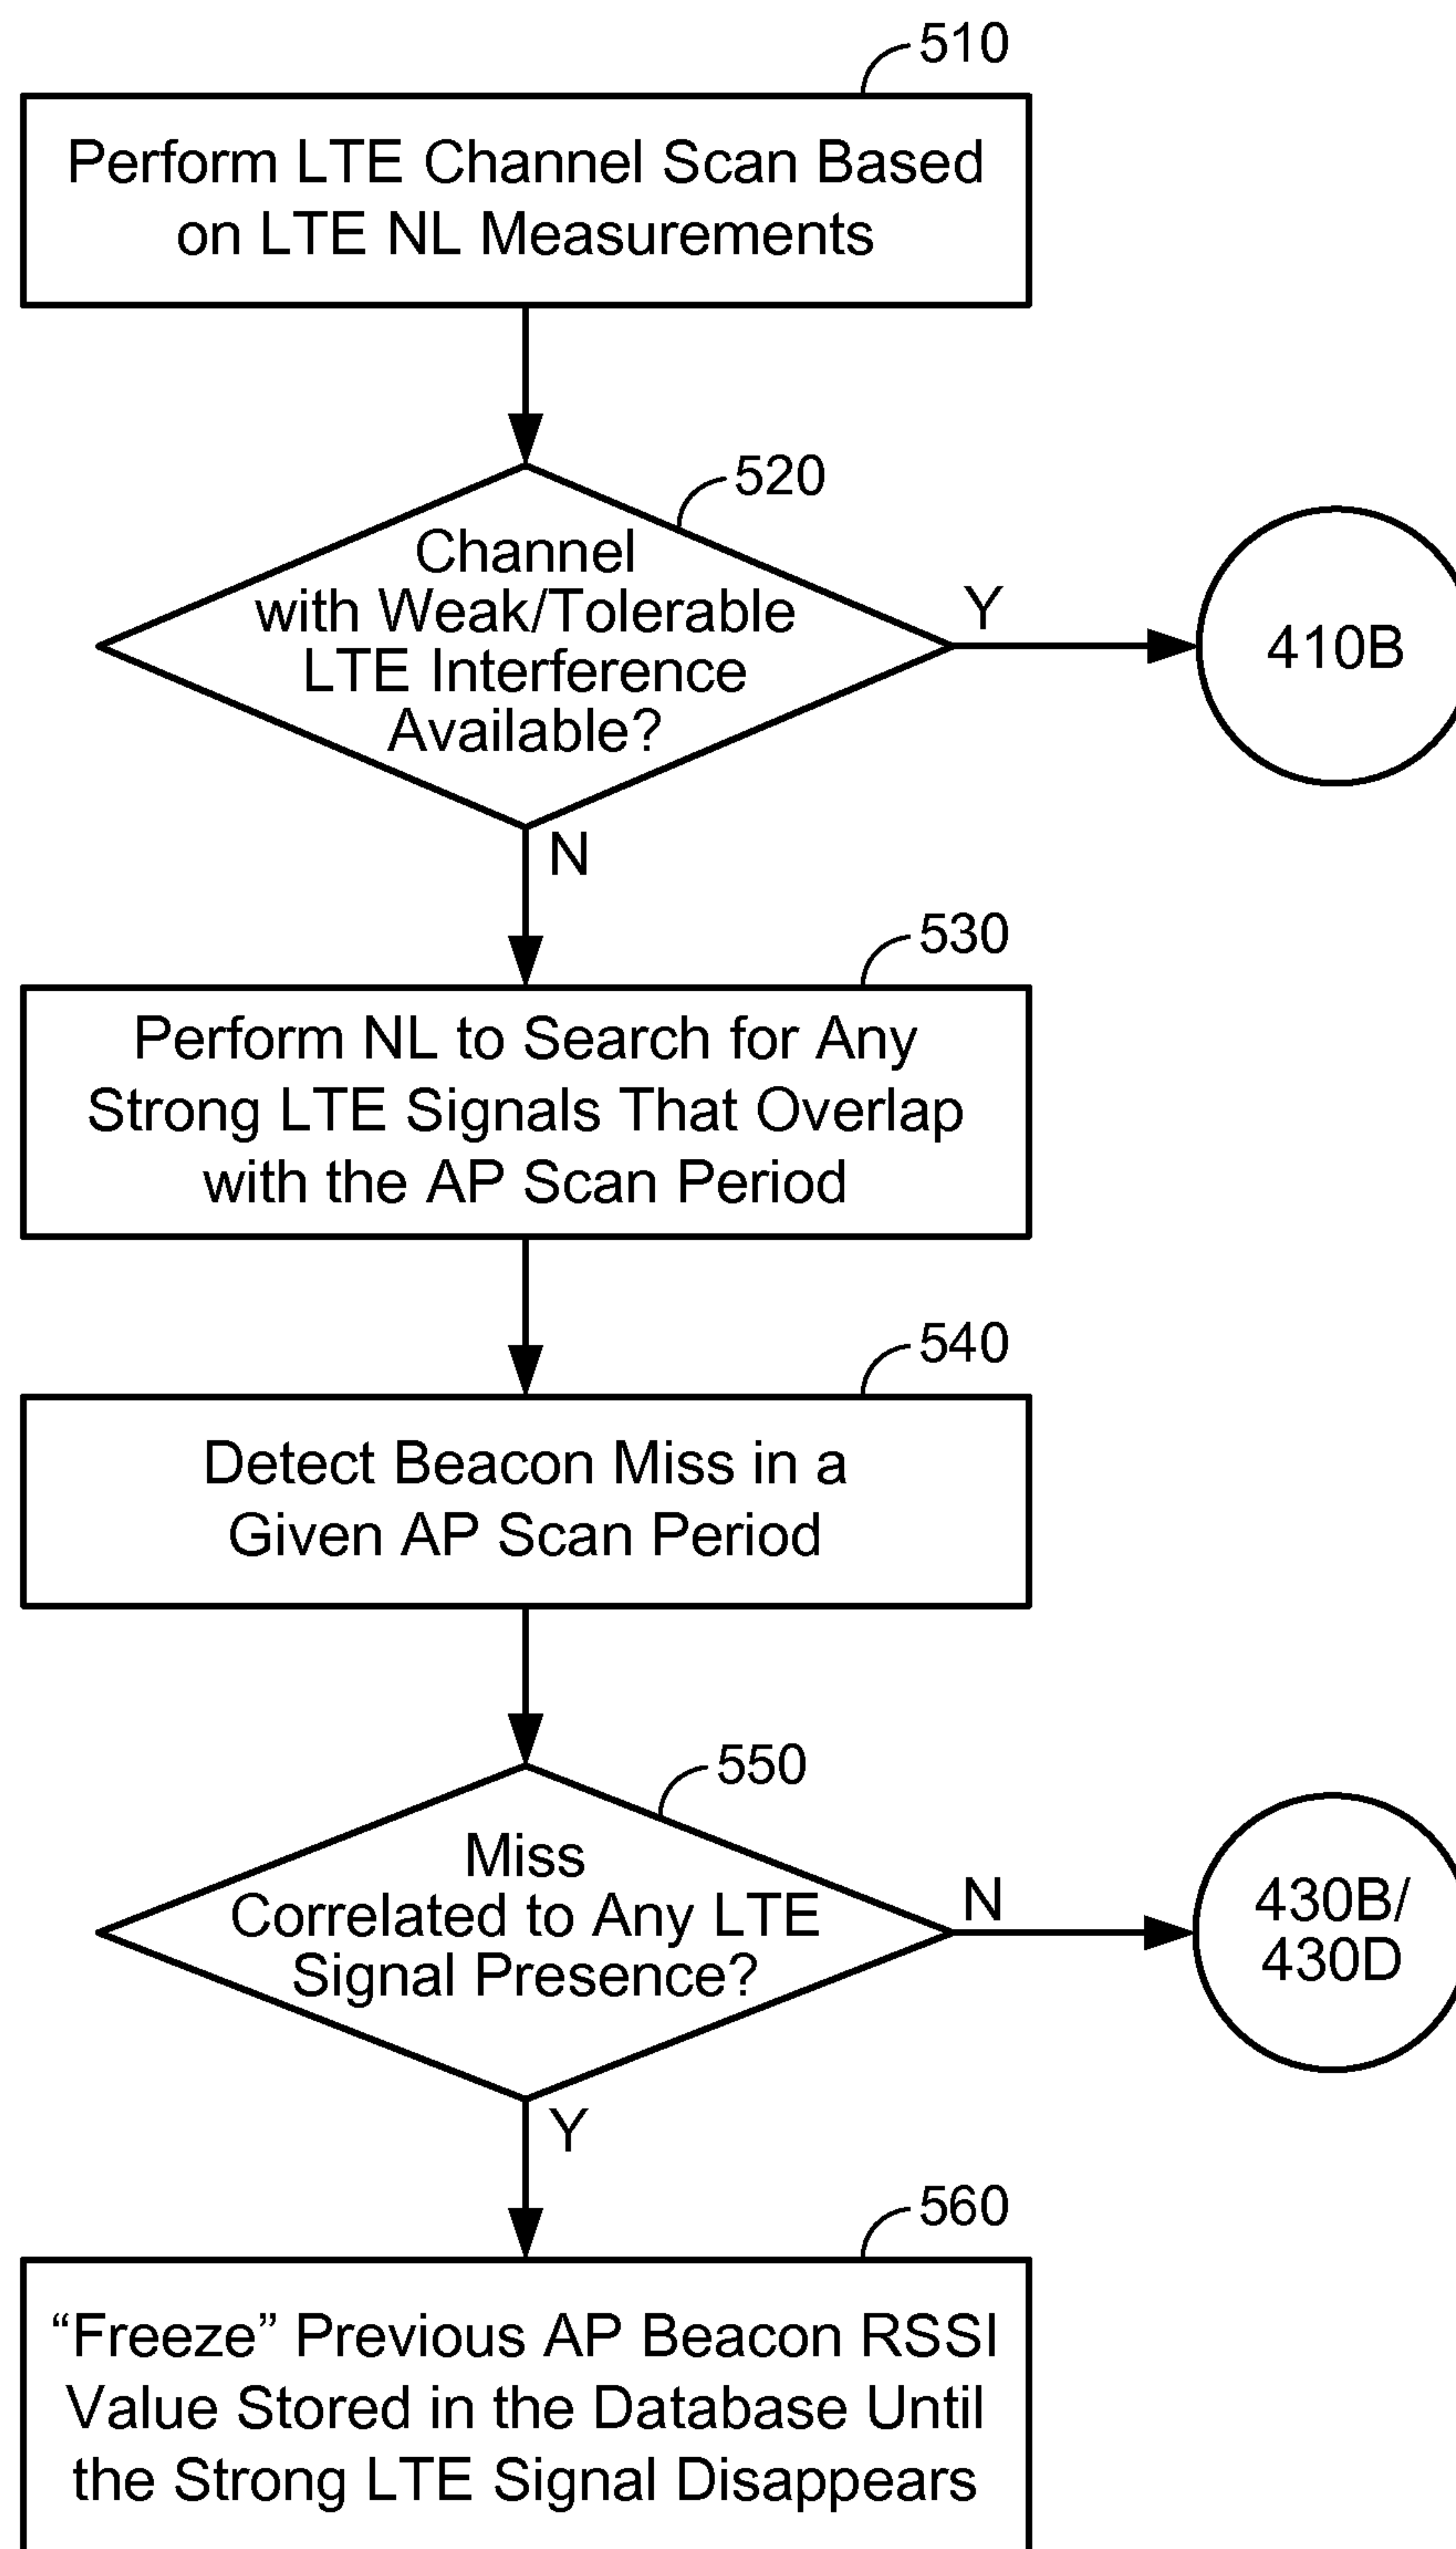 510
Perform LTE Channel Scan Based
on LTE NL Measurements
520
Channel
with Weak/Tolerable
LTE Interference
Available?
Y
410B
N
530
Perform NL to Search for Any
Strong LTE Signals That Overlap
with the AP Scan Period
540
Detect Beacon Miss in a
Given AP Scan Period
550
Miss
Correlated to Any LTE
Signal Presence?
N
430B/
430D
Y
560
“Freeze” Previous AP Beacon RSSI
Value Stored in the Database Until
the Strong LTE Signal Disappears